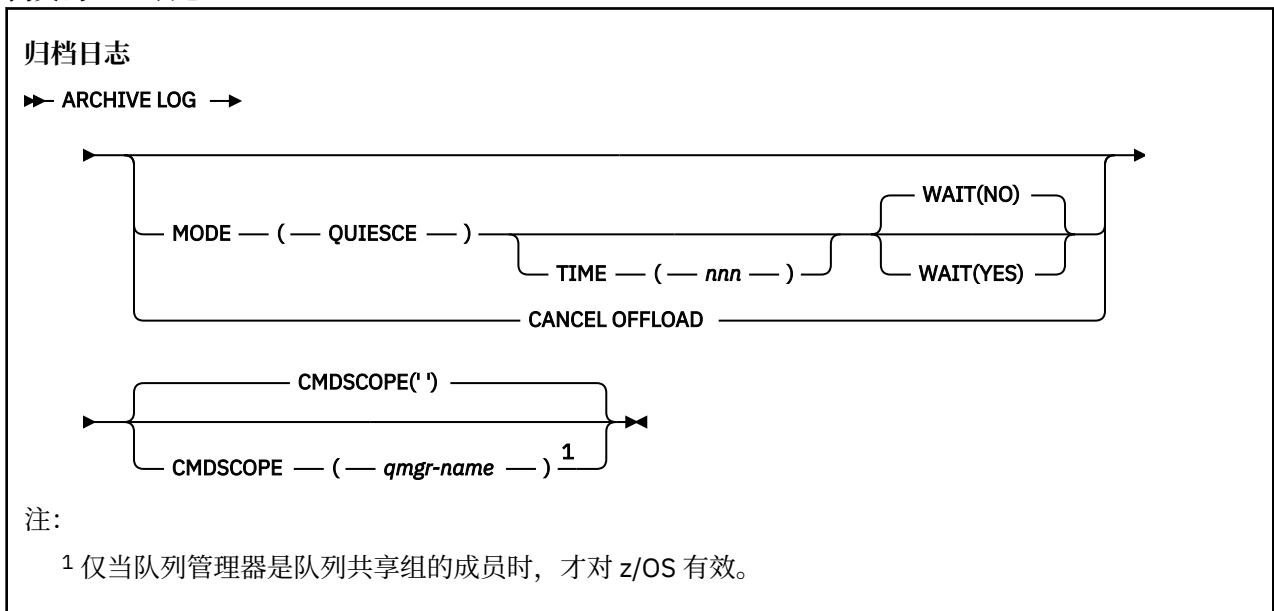 归档日志
ARCHIVE LOG
WAIT(NO)
MODE ( QUIESCE )
TIME ( nnn ) WAIT(YES)
CANCEL OFFLOAD
CMDSCOPE(' ')
CMDSCOPE ( qmgr-name ) 1
注：
1 仅当队列管理器是队列共享组的成员时，才对 z/OS 有效。